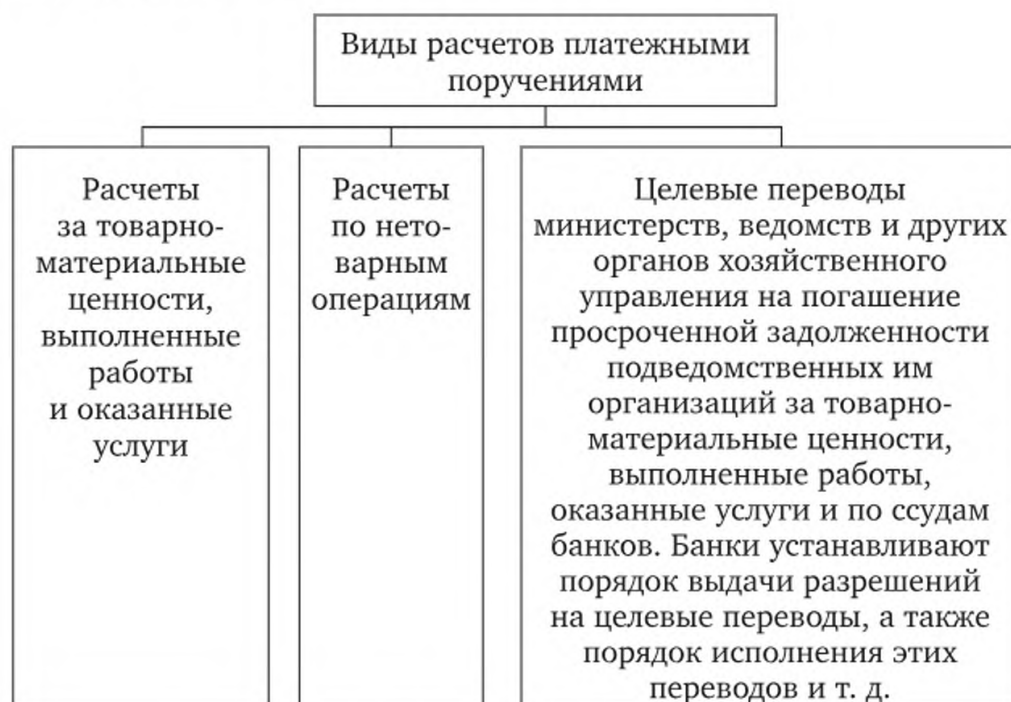 Виды расчетов платежными
поручениями
Расчеты
за товарно-
материальные
ценности,
выполненные
работы
и оказанные
услуги
Расчеты
по нето-
варным
операциям
Целевые переводы
министерств, ведомств и других
органов хозяйственного
управления на погашение
просроченной задолженности
подведомственных им
организаций за товарно-
материальные ценности,
выполненные работы,
оказанные услуги и по ссудам
банков. Банки устанавливают
порядок выдачи разрешений
на целевые переводы, а также
порядок исполнения этих
переводов и т. д.